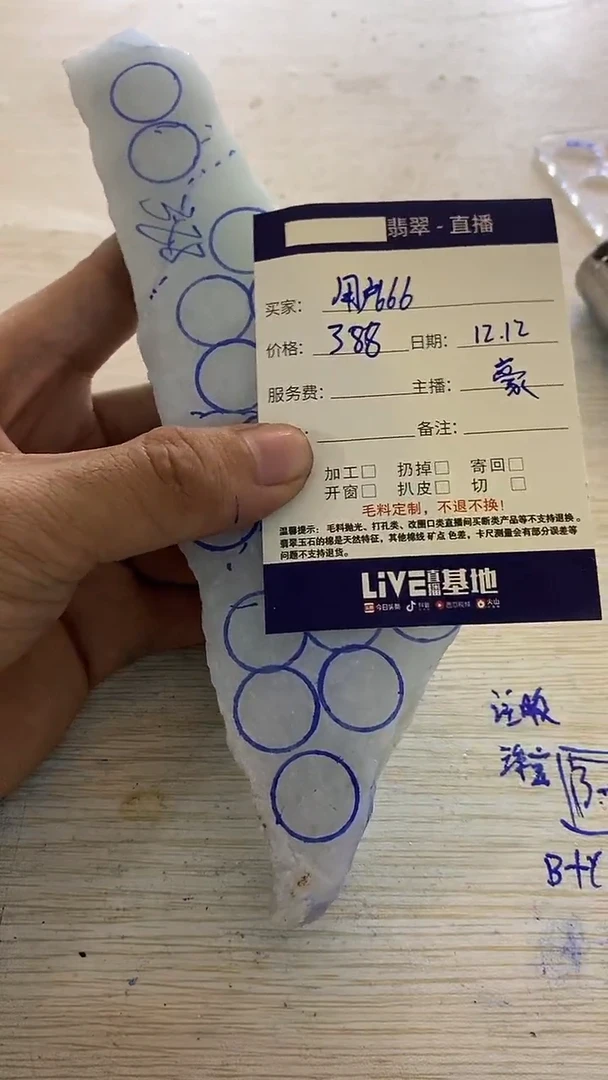 翡翠 - 直播
买家: 用户666
价格: 388 日期: 12.12
服务费: 主播: 豪
备注:
加工□ 扔掉□ 寄回□
开窗□ 扒皮□ 切□
毛料定制，不退不换!
温馨提示: 毛料抛光、打孔类、改圈口类直播间买断类产品等不支持退换。
翡翠玉石的棉是天然特征，其他棉线 矿点 色差，卡尺测量会有部分误差等
问题不支持退货。
LiVE直播基地
今日头条 抖音 西瓜视频 火山
378
注胶
B+C